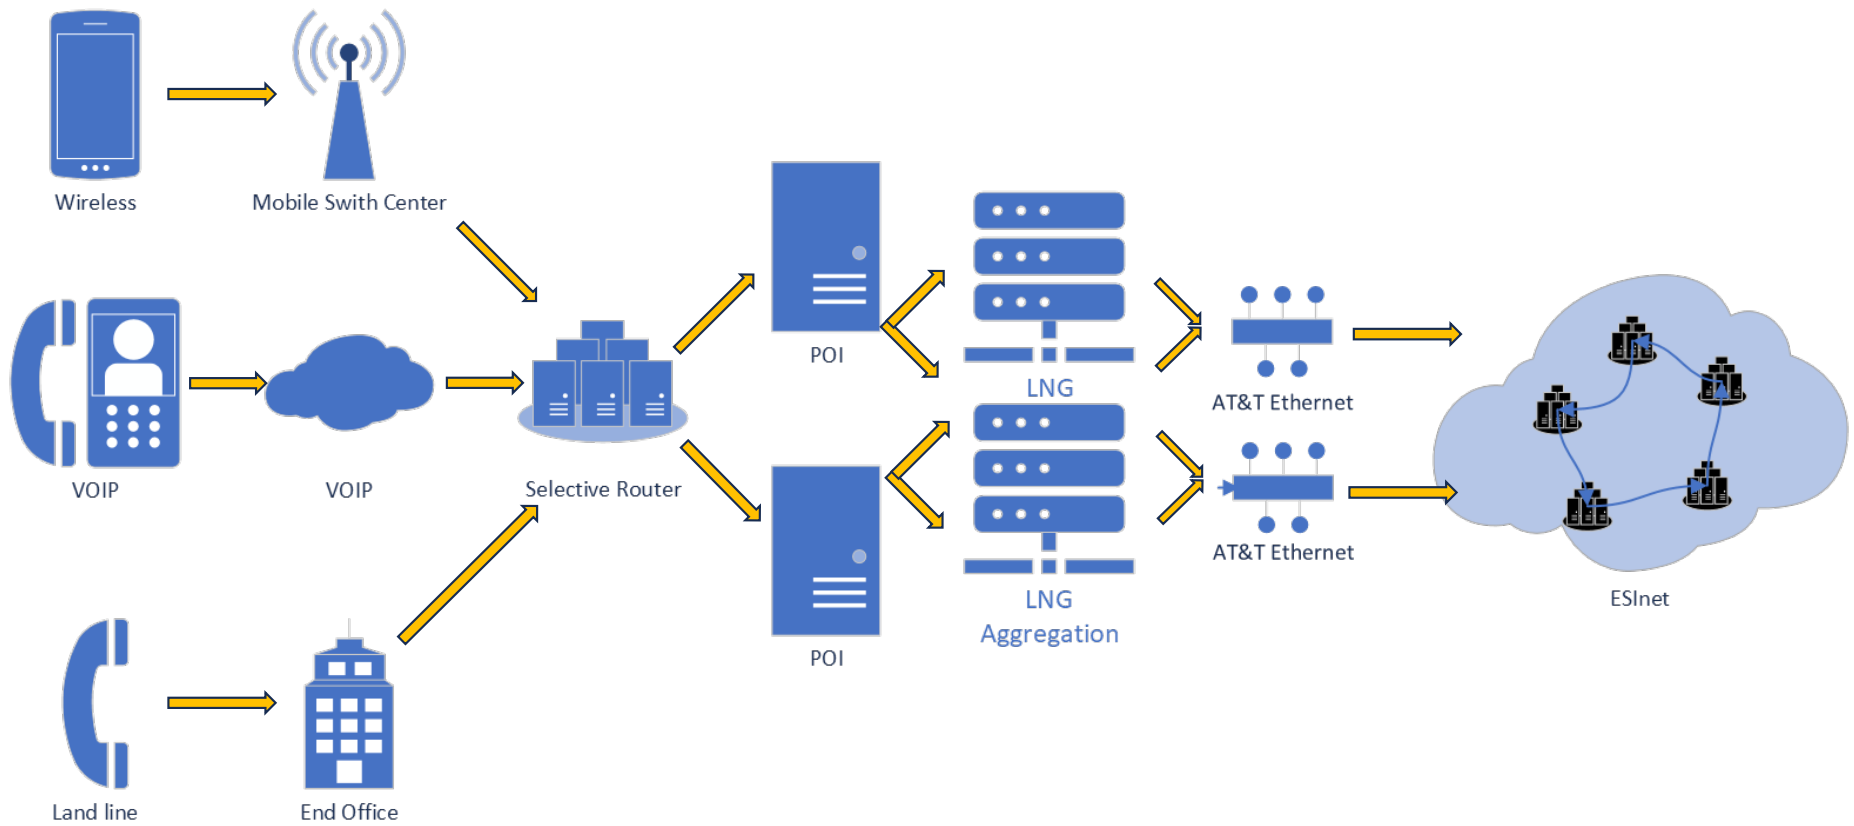 Wireless
Mobile Swith Center
VOIP
VOIP
Selective Router
Land line
End Office
POI
POI
LNG
LNG
Aggregation
AT&T Ethernet
AT&T Ethernet
ESInet